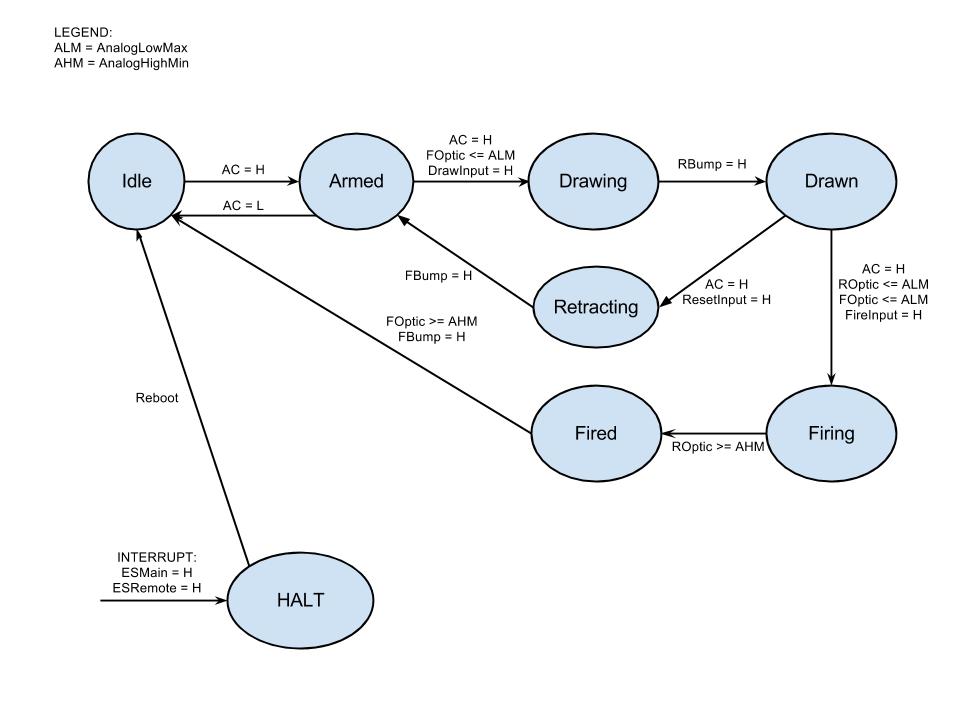 LEGEND:
ALM = AnalogLowMax
AHM = AnalogHighMin
AC = H
FOptic <= ALM
DrawInput = H
AC = H
RBump = H
Idle
Armed
Drawing
Drawn
AC = L
FBump = H
Retracting
AC = H
ResetInput = H
AC = H
ROptic <= ALM
FOptic <= ALM
FireInput = H
FOptic >= AHM
FBump = H
Reboot
Fired
ROptic >= AHM
Firing
INTERRUPT:
ESMain = H
ESRemote = H
HALT